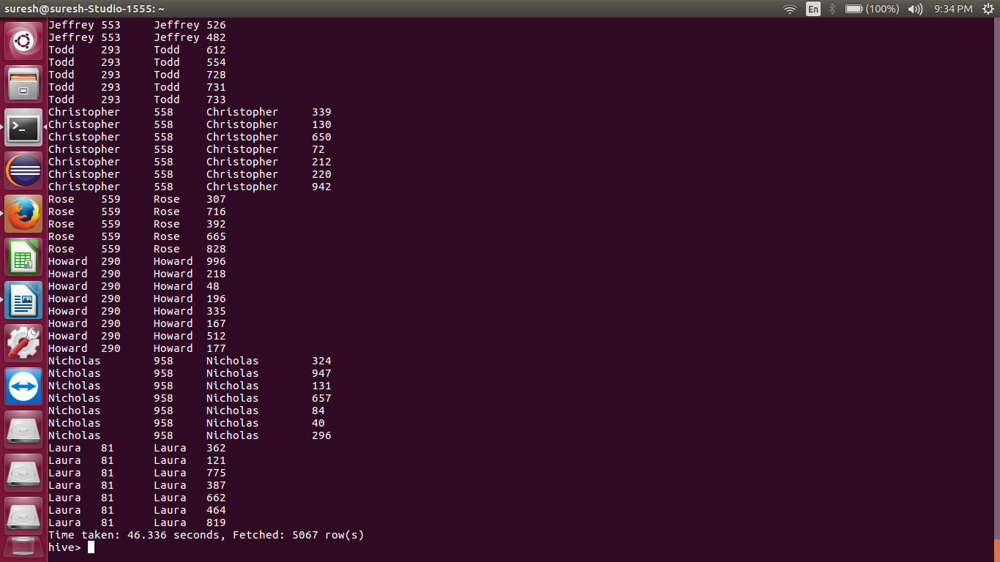 suresh@suresh-Studio-1555: ~ En (100%) 9:34 PM
Jeffrey 553 Jeffrey 526
Jeffrey 553 Jeffrey 482
Todd 293 Todd 612
Todd 293 Todd 554
Todd 293 Todd 728
Todd 293 Todd 731
Todd 293 Todd 733
Christopher 558 Christopher 339
Christopher 558 Christopher 130
Christopher 558 Christopher 650
Christopher 558 Christopher 72
Christopher 558 Christopher 212
Christopher 558 Christopher 220
Christopher 558 Christopher 942
Rose 559 Rose 307
Rose 559 Rose 716
Rose 559 Rose 392
Rose 559 Rose 665
Rose 559 Rose 828
Howard 290 Howard 996
Howard 290 Howard 218
Howard 290 Howard 48
Howard 290 Howard 196
Howard 290 Howard 335
Howard 290 Howard 167
Howard 290 Howard 512
Howard 290 Howard 177
Nicholas 958 Nicholas 324
Nicholas 958 Nicholas 947
Nicholas 958 Nicholas 131
Nicholas 958 Nicholas 657
Nicholas 958 Nicholas 84
Nicholas 958 Nicholas 40
Nicholas 958 Nicholas 296
Laura 81 Laura 362
Laura 81 Laura 121
Laura 81 Laura 775
Laura 81 Laura 387
Laura 81 Laura 662
Laura 81 Laura 464
Laura 81 Laura 819
Time taken: 46.336 seconds, Fetched: 5067 row(s)
hive>